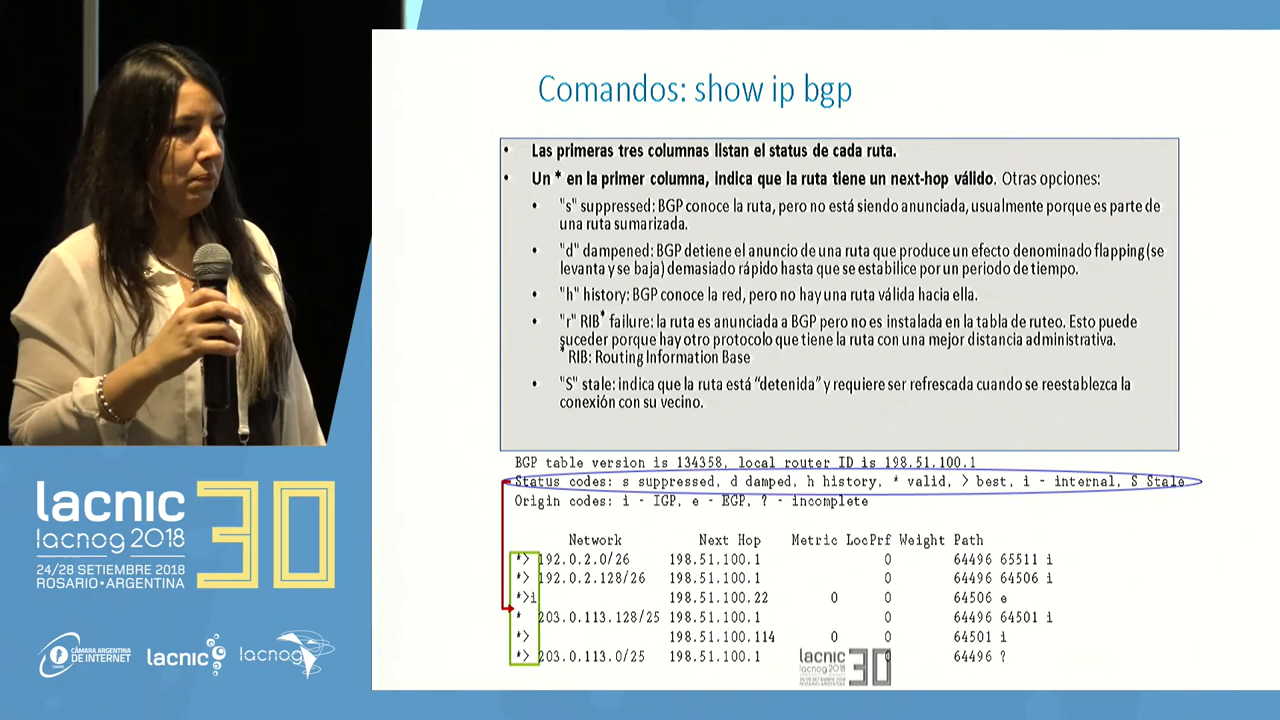 Comandos: show ip bgp
• Las primeras tres columnas listan el status de cada ruta.
• Un * en la primer columna, indica que la ruta tiene un next-hop válido. Otras opciones:
• "s" suppressed: BGP conoce la ruta, pero no está siendo anunciada, usualmente porque es parte de
una ruta sumarizada.
• "d" dampened: BGP detiene el anuncio de una ruta que produce un efecto denominado flapping (se
levanta y se baja) demasiado rápido hasta que se estabilice por un periodo de tiempo.
• "h" history: BGP conoce la red, pero no hay una ruta válida hacia ella.
• "r" RIB* failure: la ruta es anunciada a BGP pero no es instalada en la tabla de ruteo. Esto puede
suceder porque hay otro protocolo que tiene la ruta con una mejor distancia administrativa.
*RIB: Routing Information Base
• "S" stale: indica que la ruta está “detenida” y requiere ser refrescada cuando se reestablezca la
conexión con su vecino.
BGP table version is 134358, local router ID is 198.51.100.1
Status codes: s suppressed, d damped, h history, * valid, > best, i - internal, S Stale
Origin codes: i - IGP, e - EGP, ? - incomplete
Network Next Hop Metric LocPrf Weight Path
*> 192.0.2.0/26 198.51.100.1 0 64496 65511 i
*> 192.0.2.128/26 198.51.100.1 0 64496 64506 i
*>i 198.51.100.22 0 0 64506 e
* 203.0.113.128/25 198.51.100.1 0 64496 64501 i
*> 198.51.100.114 0 0 64501 i
*> 203.0.113.0/25 198.51.100.1 0 64496 ?
lacnic 30
lacnog 2018
24/28 SETIEMBRE 2018
ROSARIO•ARGENTINA
lacnic
lacnog 2018
24/28 SETIEMBRE 2018
ROSARIO•ARGENTINA
30
CÁMARA ARGENTINA
DE INTERNET
lacnic
lacnog